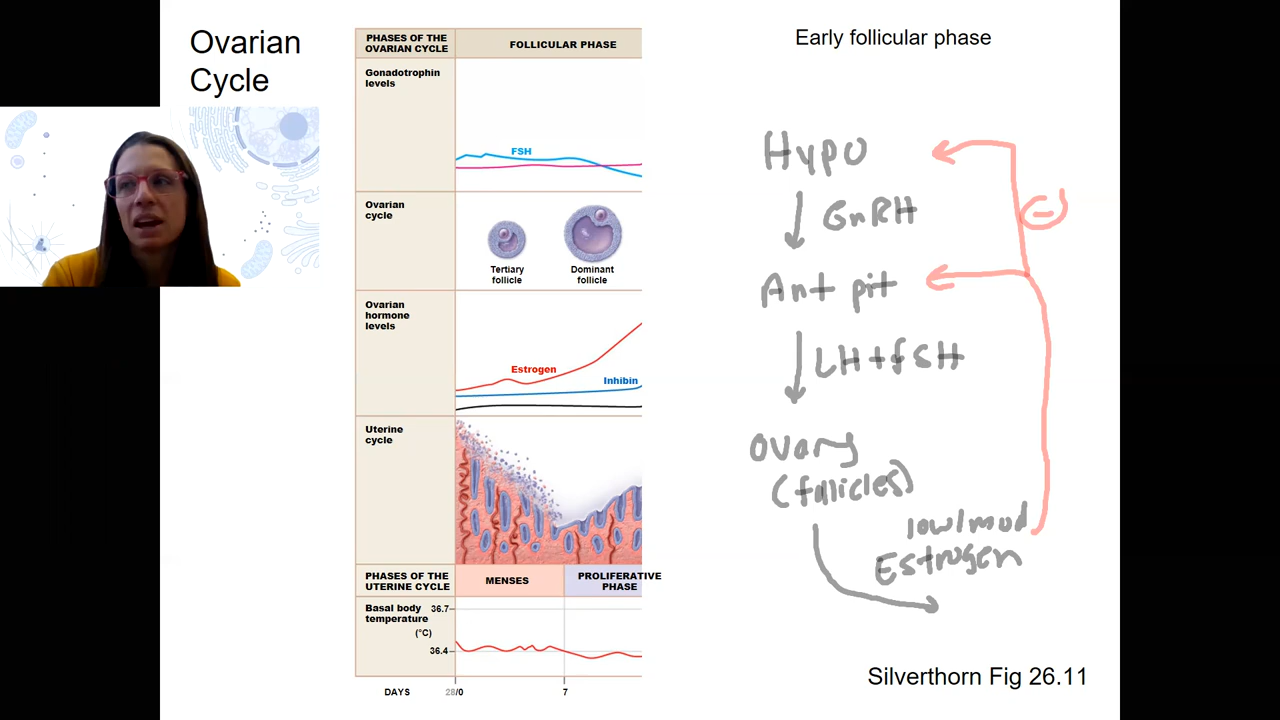 Ovarian
Cycle
PHASES OF THE
OVARIAN CYCLE
FOLLICULAR PHASE
Gonadotrophin
levels
FSH
Ovarian
cycle
Tertiary
follicle
Dominant
follicle
Ovarian
hormone
levels
Estrogen
Inhibin
Uterine
cycle
PHASES OF THE
UTERINE CYCLE
MENSES
PROLIFERATIVE
PHASE
Basal body
temperature
(°C)
36.7
36.4
DAYS
28/0
7
Early follicular phase
Hypo
GnRH
(-)
Ant pit
LH+fSH
Ovary
(follicles)
low/mod
Estrogen
Silverthorn Fig 26.11